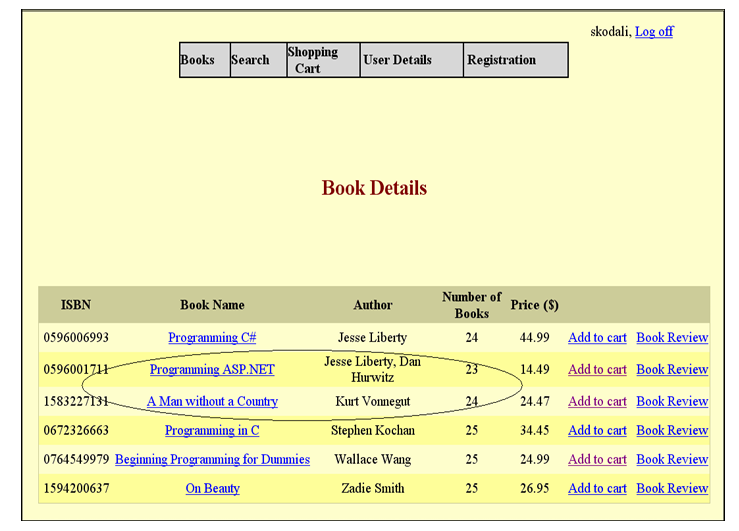 skodali, Log off
Books Search Shopping Cart User Details Registration
Book Details
ISBN Book Name Author Number of Books Price ($)
0596006993 Programming C# Jesse Liberty 24 44.99 Add to cart Book Review
0596001711 Programming ASP.NET Jesse Liberty, Dan Hurwitz 23 14.49 Add to cart Book Review
1583227131 A Man without a Country Kurt Vonnegut 24 24.47 Add to cart Book Review
0672326663 Programming in C Stephen Kochan 25 34.45 Add to cart Book Review
0764549979 Beginning Programming for Dummies Wallace Wang 25 24.99 Add to cart Book Review
1594200637 On Beauty Zadie Smith 25 26.95 Add to cart Book Review